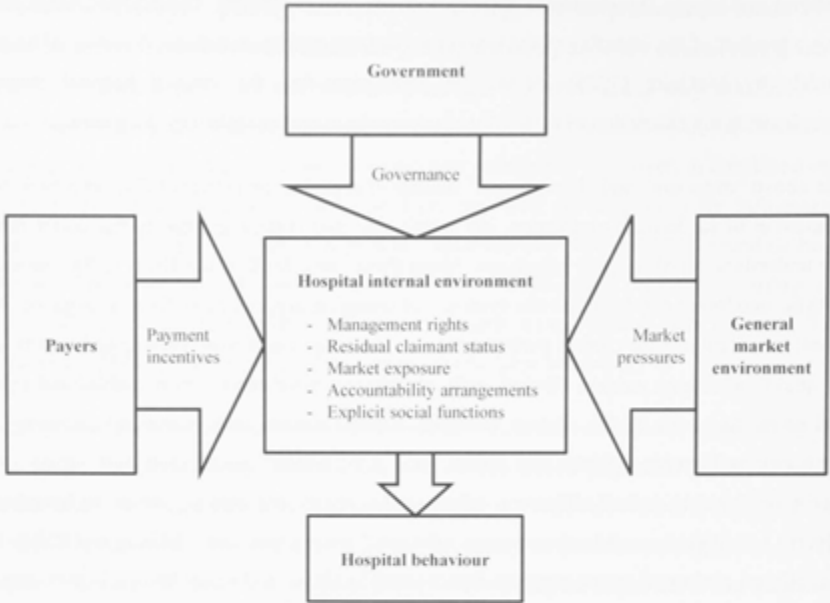 Government
Governance
Hospital internal environment
- Management rights
- Residual claimant status
- Market exposure
- Accountability arrangements
- Explicit social functions
Payers
Payment
incentives
Market
pressures
General
market
environment
Hospital behaviour